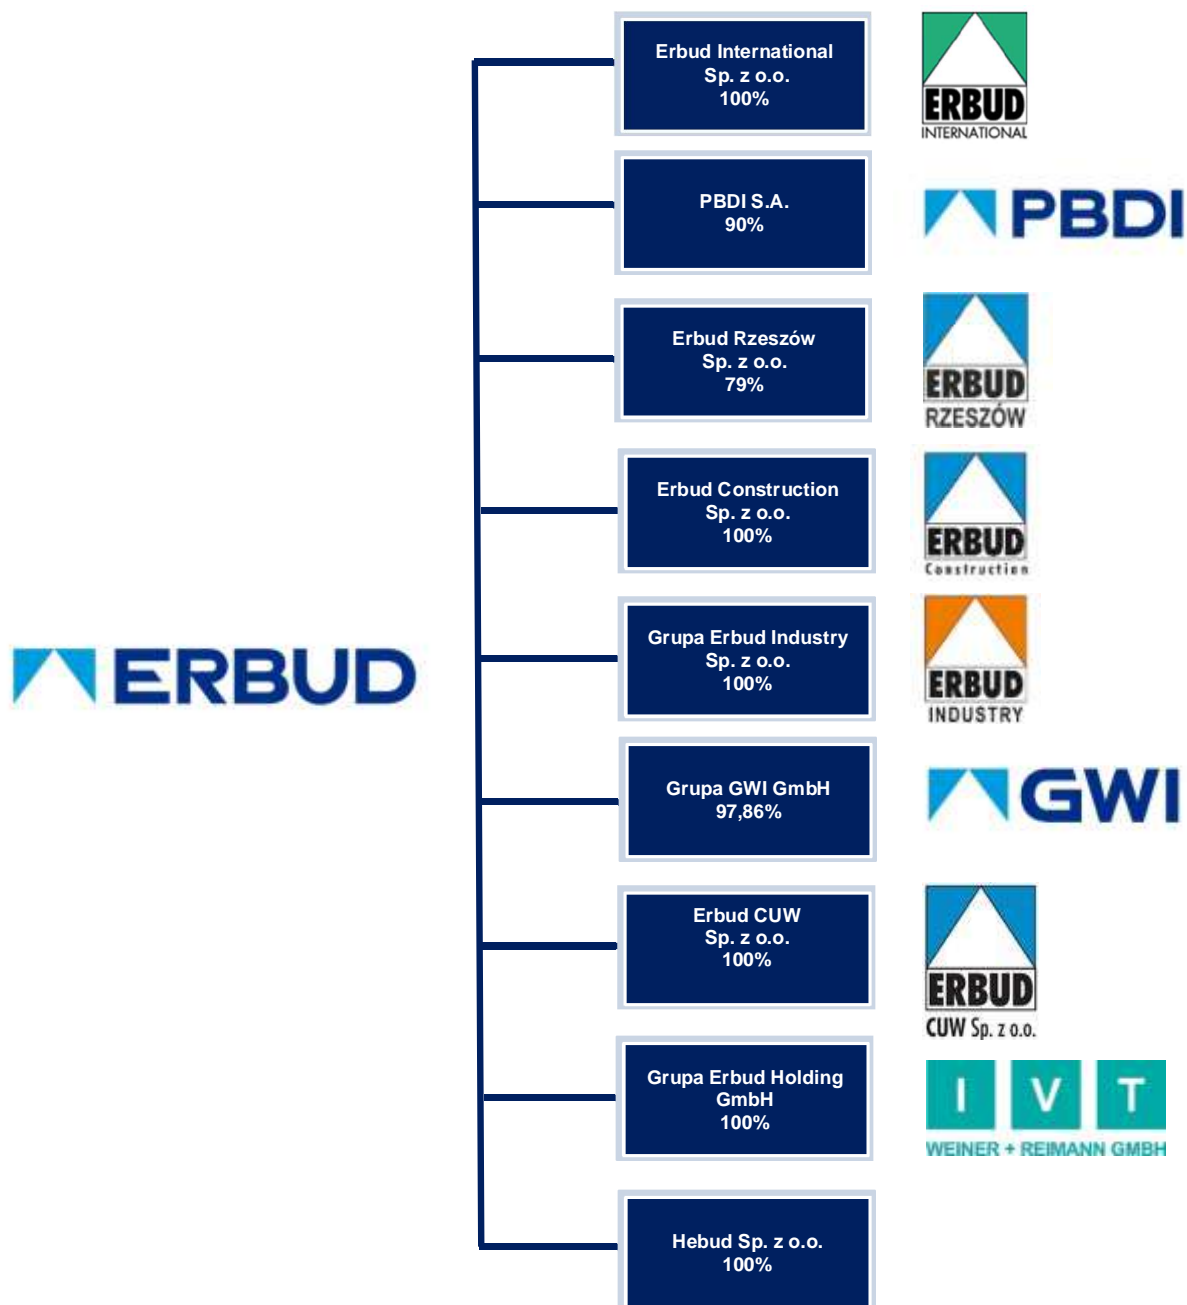 Erbud International
Sp. z o.o.
100%
ERBUD
INTERNATIONAL
PBDI S.A.
90%
PBDI
Erbud Rzeszów
Sp. z o.o.
79%
ERBUD
RZESZÓW
Erbud Construction
Sp. z o.o.
100%
ERBUD
Construction
Grupa Erbud Industry
Sp. z o.o.
100%
ERBUD
INDUSTRY
ERBUD
Grupa GWI GmbH
97,86%
GWI
Erbud CUW
Sp. z o.o.
100%
ERBUD
CUW Sp. z o.o.
Grupa Erbud Holding
GmbH
100%
I V T
WEINER + REIMANN GMBH
Hebud Sp. z o.o.
100%